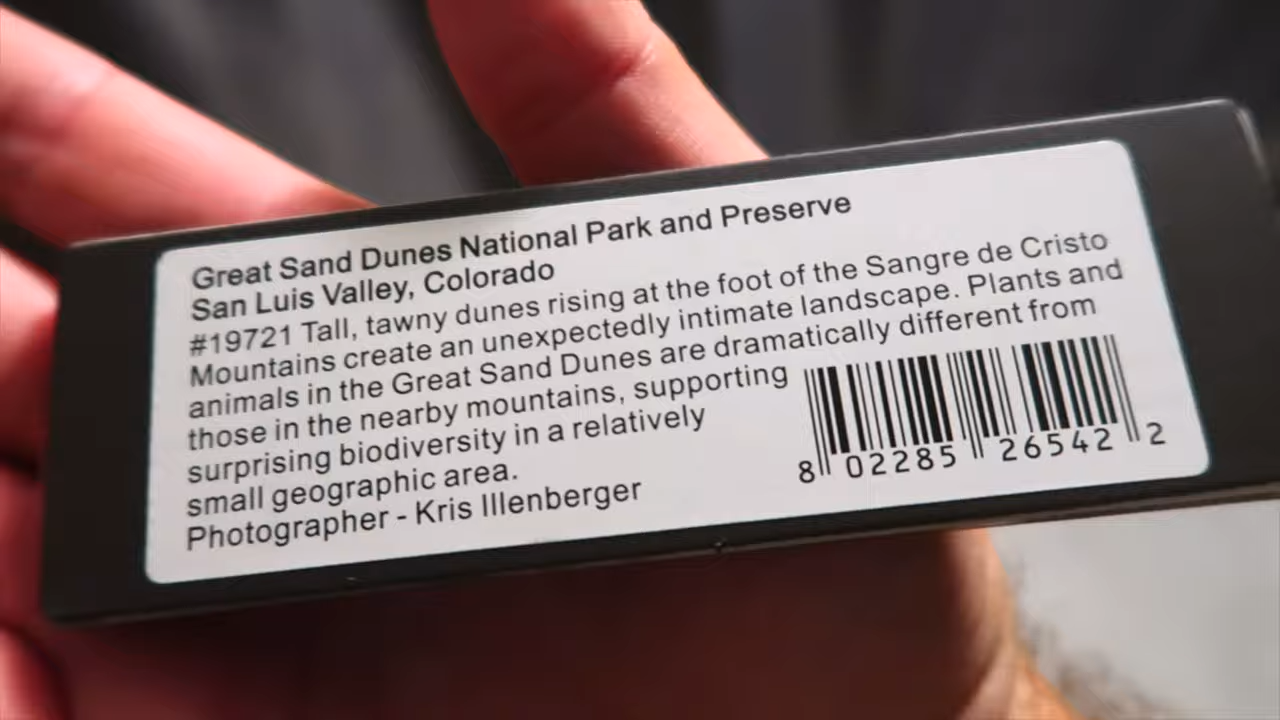 Great Sand Dunes National Park and Preserve
San Luis Valley, Colorado
#19721 Tall, tawny dunes rising at the foot of the Sangre de Cristo
Mountains create an unexpectedly intimate landscape. Plants and
animals in the Great Sand Dunes are dramatically different from
those in the nearby mountains, supporting
surprising biodiversity in a relatively
small geographic area.
Photographer - Kris Illenberger
8 02285 26542 2